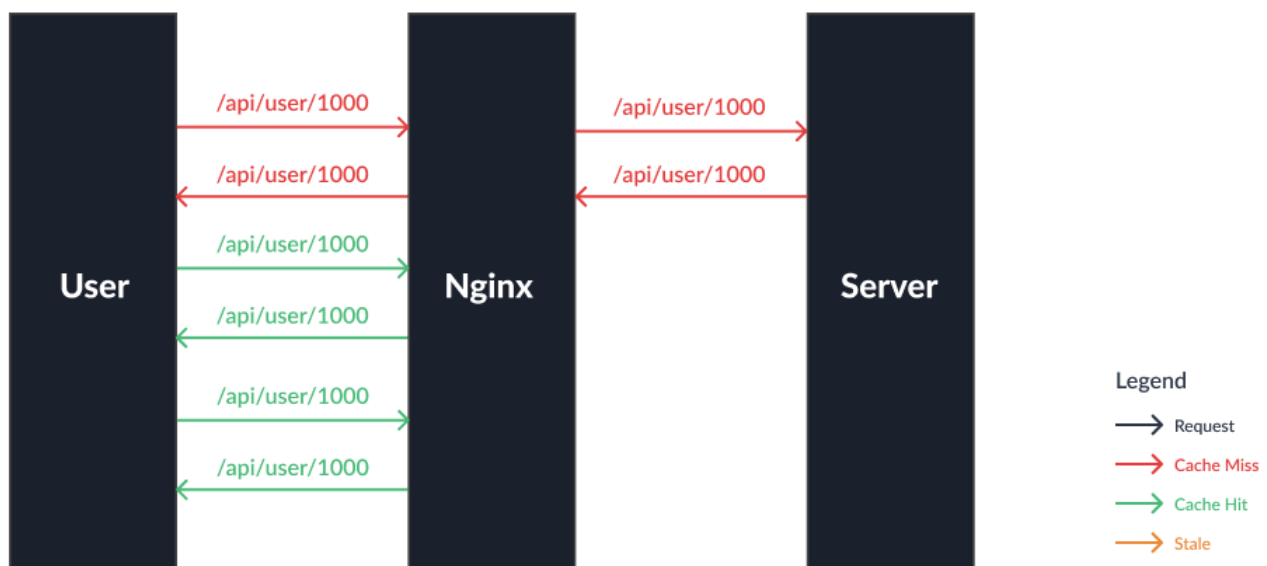 /api/user/1000
/api/user/1000
/api/user/1000
/api/user/1000
/api/user/1000
User
Nginx
Server
/api/user/1000
/api/user/1000
/api/user/1000
Legend
Request
Cache Miss
Cache Hit
Stale